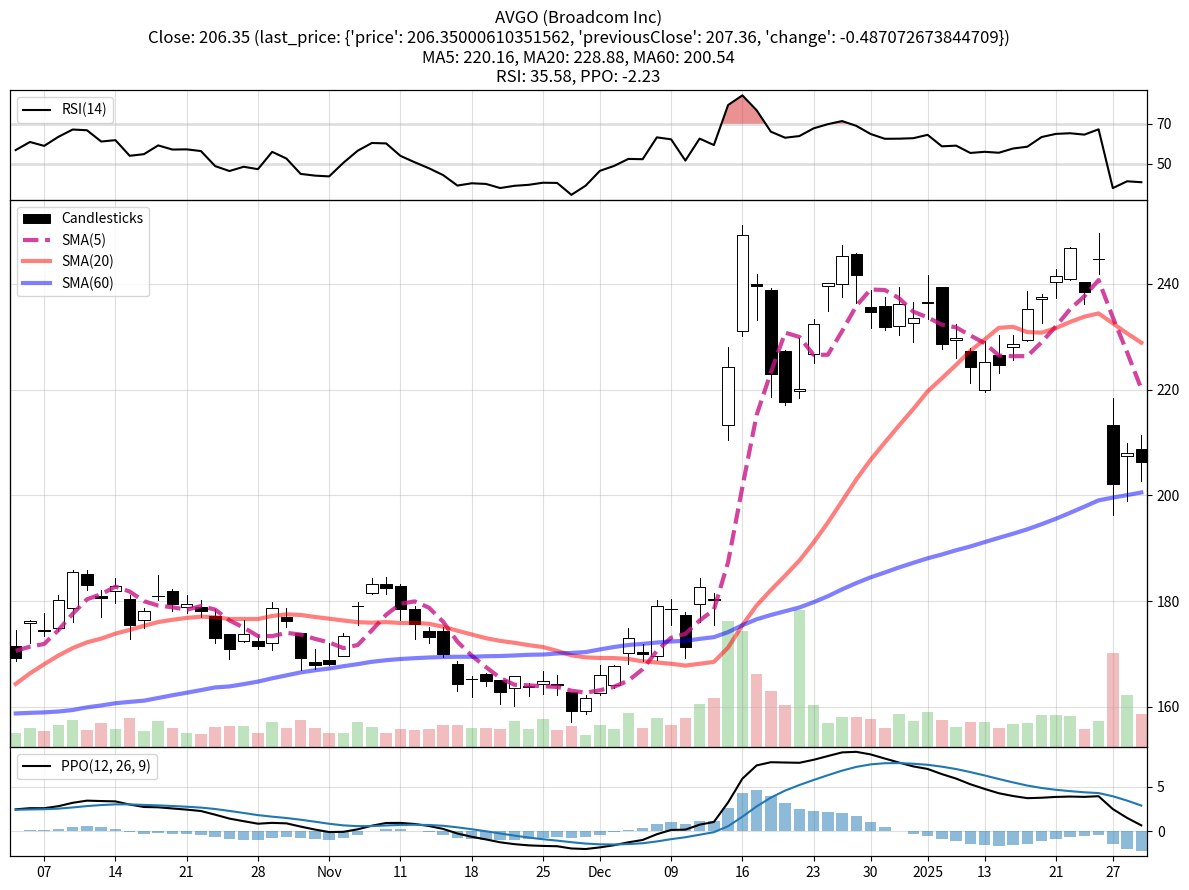 AVGO (Broadcom Inc)
Close: 206.35 (last_price: {'price': 206.35000610351562, 'previousClose': 207.36, 'change': -0.487072673844709})
MA5: 220.16, MA20: 228.88, MA60: 200.54
RSI: 35.58, PPO: -2.23
RSI(14)
70
50
Candlesticks
SMA(5)
SMA(20)
SMA(60)
240
220
200
180
160
PPO(12, 26, 9)
5
0
07 14 21 28 Nov 11 18 25 Dec 09 16 23 30 2025 13 21 27